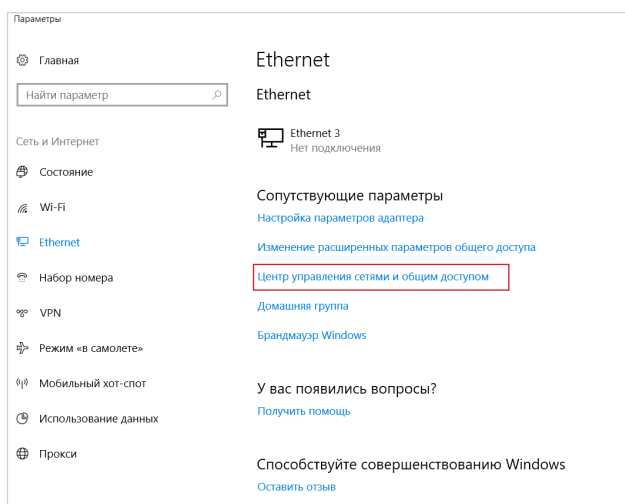 Параметры
Главная
Найти параметр
Сеть и Интернет
Состояние
Wi-Fi
Ethernet
Набор номера
VPN
Режим «в самолете»
Мобильный хот-спот
Использование данных
Прокси
Ethernet
Ethernet
Ethernet 3
Нет подключения
Сопутствующие параметры
Настройка параметров адаптера
Изменение расширенных параметров общего доступа
Центр управления сетями и общим доступом
Домашняя группа
Брандмауэр Windows
У вас появились вопросы?
Получить помощь
Способствуйте совершенствованию Windows
Оставить отзыв